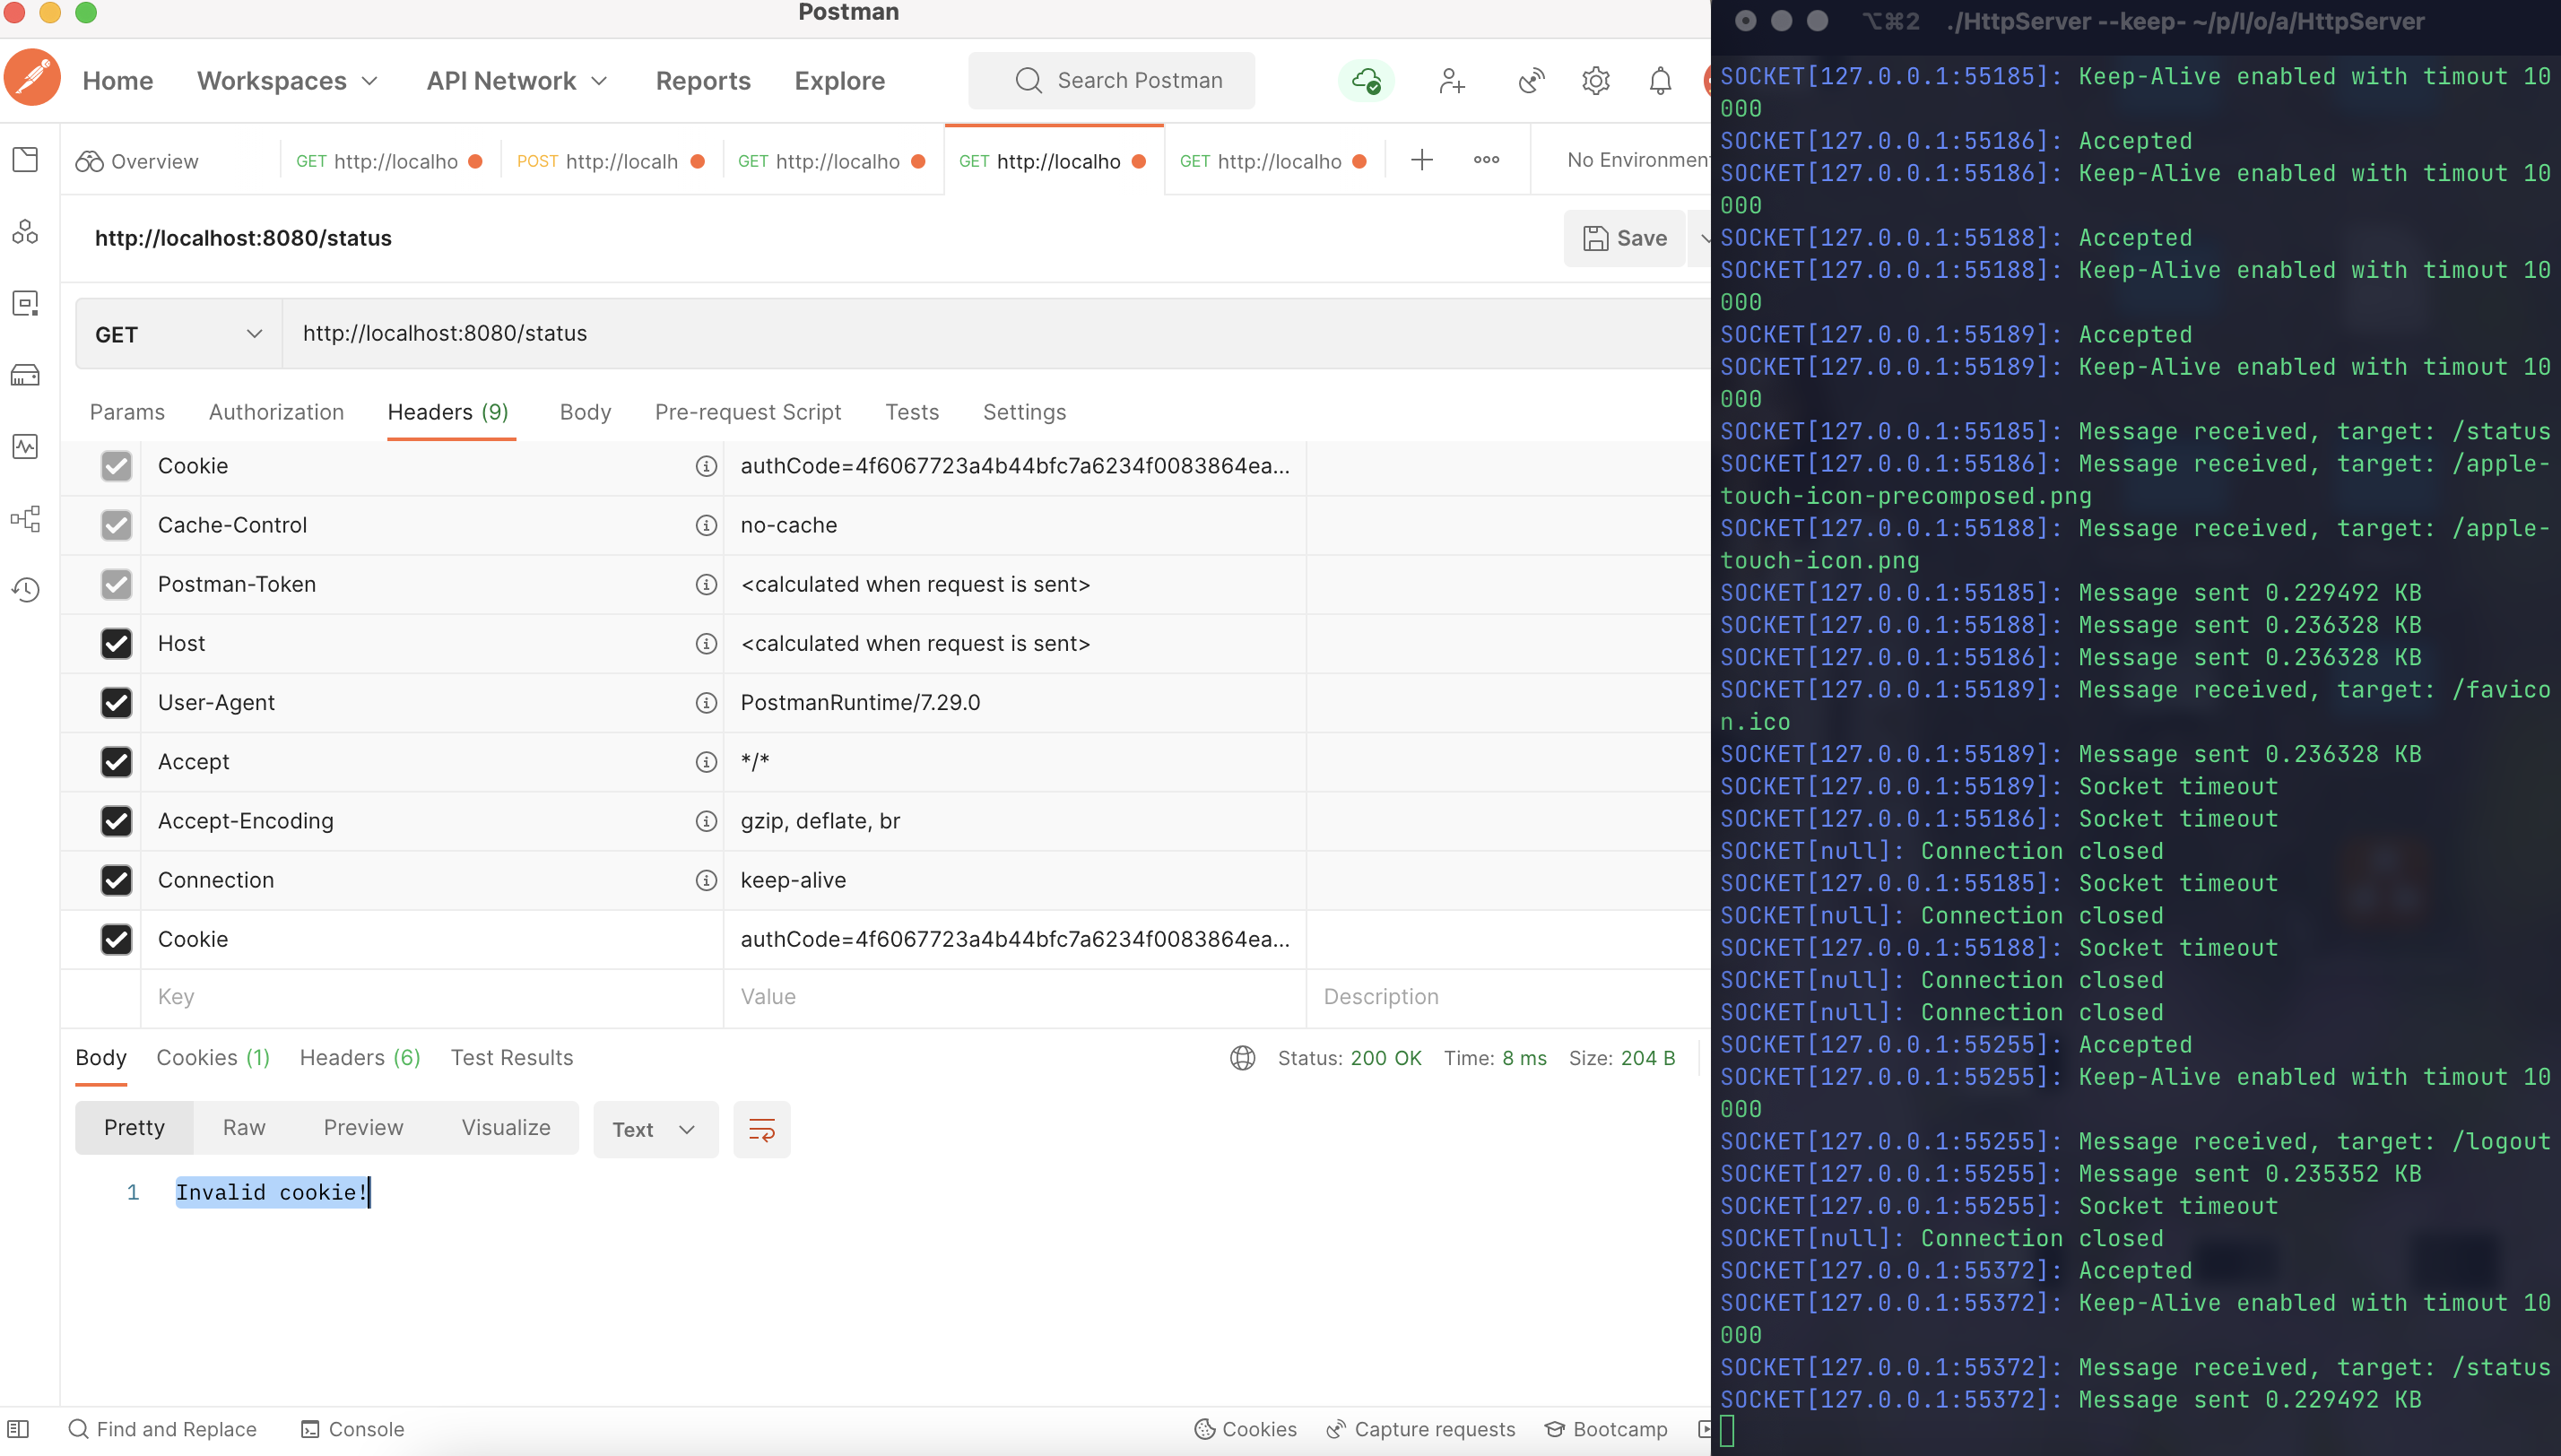 Postman
Home Workspaces API Network Reports Explore Search Postman
Overview GET http://localho POST http://localh GET http://localho GET http://localho GET http://localho No Environment
http://localhost:8080/status Save
GET http://localhost:8080/status
Params Authorization Headers (9) Body Pre-request Script Tests Settings
Cookie authCode=4f6067723a4b44bfc7a6234f0083864ea...
Cache-Control no-cache
Postman-Token <calculated when request is sent>
Host <calculated when request is sent>
User-Agent PostmanRuntime/7.29.0
Accept */*
Accept-Encoding gzip, deflate, br
Connection keep-alive
Cookie authCode=4f6067723a4b44bfc7a6234f0083864ea...
Key Value Description
Body Cookies (1) Headers (6) Test Results Status: 200 OK Time: 8 ms Size: 204 B
Pretty Raw Preview Visualize Text
1 Invalid cookie!
Find and Replace Console Cookies Capture requests Bootcamp
⌥⌘2 ./HttpServer --keep- ~/p/l/o/a/HttpServer
SOCKET[127.0.0.1:55185]: Keep-Alive enabled with timout 10
000
SOCKET[127.0.0.1:55186]: Accepted
SOCKET[127.0.0.1:55186]: Keep-Alive enabled with timout 10
000
SOCKET[127.0.0.1:55188]: Accepted
SOCKET[127.0.0.1:55188]: Keep-Alive enabled with timout 10
000
SOCKET[127.0.0.1:55189]: Accepted
SOCKET[127.0.0.1:55189]: Keep-Alive enabled with timout 10
000
SOCKET[127.0.0.1:55185]: Message received, target: /status
SOCKET[127.0.0.1:55186]: Message received, target: /apple-
touch-icon-precomposed.png
SOCKET[127.0.0.1:55188]: Message received, target: /apple-
touch-icon.png
SOCKET[127.0.0.1:55185]: Message sent 0.229492 KB
SOCKET[127.0.0.1:55188]: Message sent 0.236328 KB
SOCKET[127.0.0.1:55186]: Message sent 0.236328 KB
SOCKET[127.0.0.1:55189]: Message received, target: /favico
n.ico
SOCKET[127.0.0.1:55189]: Message sent 0.236328 KB
SOCKET[127.0.0.1:55189]: Socket timeout
SOCKET[127.0.0.1:55186]: Socket timeout
SOCKET[null]: Connection closed
SOCKET[127.0.0.1:55185]: Socket timeout
SOCKET[null]: Connection closed
SOCKET[127.0.0.1:55188]: Socket timeout
SOCKET[null]: Connection closed
SOCKET[null]: Connection closed
SOCKET[127.0.0.1:55255]: Accepted
SOCKET[127.0.0.1:55255]: Keep-Alive enabled with timout 10
000
SOCKET[127.0.0.1:55255]: Message received, target: /logout
SOCKET[127.0.0.1:55255]: Message sent 0.235352 KB
SOCKET[127.0.0.1:55255]: Socket timeout
SOCKET[null]: Connection closed
SOCKET[127.0.0.1:55372]: Accepted
SOCKET[127.0.0.1:55372]: Keep-Alive enabled with timout 10
000
SOCKET[127.0.0.1:55372]: Message received, target: /status
SOCKET[127.0.0.1:55372]: Message sent 0.229492 KB